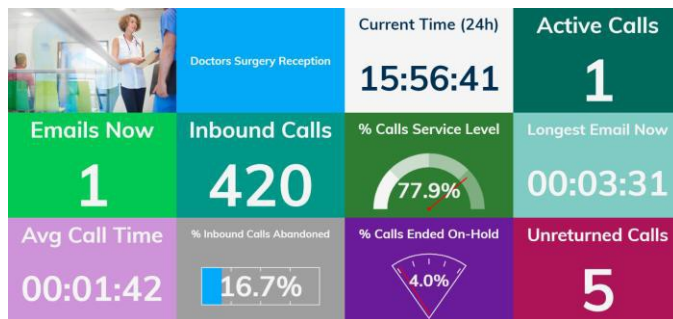 Doctors Surgery Reception
Current Time (24h)
15:56:41
Active Calls
1
Emails Now
1
Inbound Calls
420
% Calls Service Level
77.9%
Longest Email Now
00:03:31
Avg Call Time
00:01:42
% Inbound Calls Abandoned
16.7%
% Calls Ended On-Hold
4.0%
Unreturned Calls
5